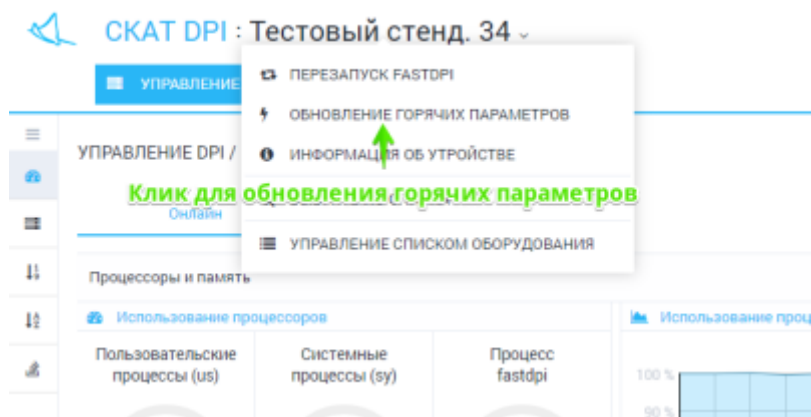 СКАТ DPI : Тестовый стенд. 34
УПРАВЛЕНИЕ
ПЕРЕЗАПУСК FASTDPI
ОБНОВЛЕНИЕ ГОРЯЧИХ ПАРАМЕТРОВ
УПРАВЛЕНИЕ DPI /
ИНФОРМАЦИЯ ОБ УТРОЙСТВЕ
Клик для обновления горячих параметров
Онлайн
УПРАВЛЕНИЕ СПИСКОМ ОБОРУДОВАНИЯ
Процессоры и память
Использование процессоров
Использование проц
Пользовательские процессы (us)
Системные процессы (sy)
Процесс fastdpi
100 %
90 %